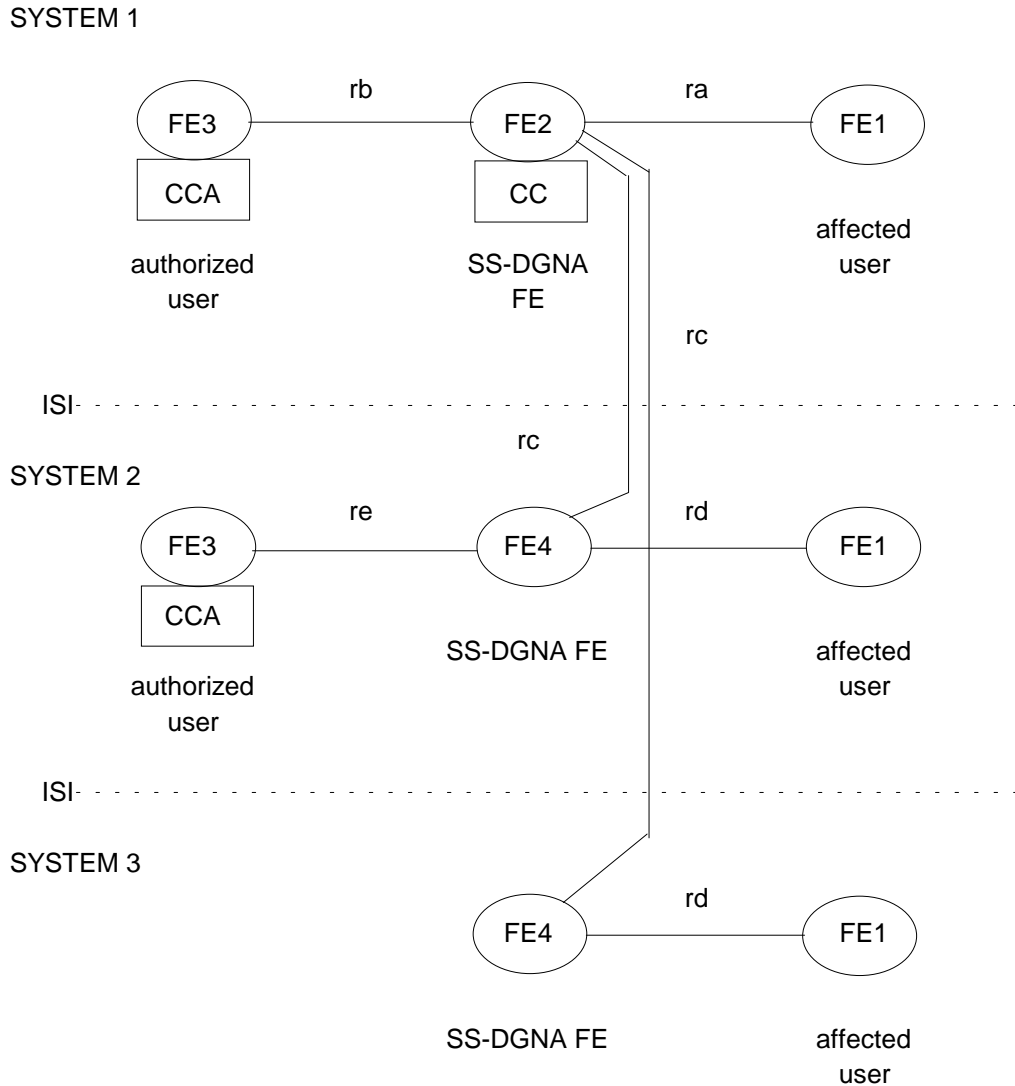 SYSTEM 1
rb
ra
FE3
FE2
FE1
CCA
CC
authorized
user
SS-DGNA
FE
affected
user
rc
ISI
rc
SYSTEM 2
re
rd
FE3
FE4
FE1
CCA
authorized
user
SS-DGNA FE
affected
user
ISI
SYSTEM 3
rd
FE4
FE1
SS-DGNA FE
affected
user